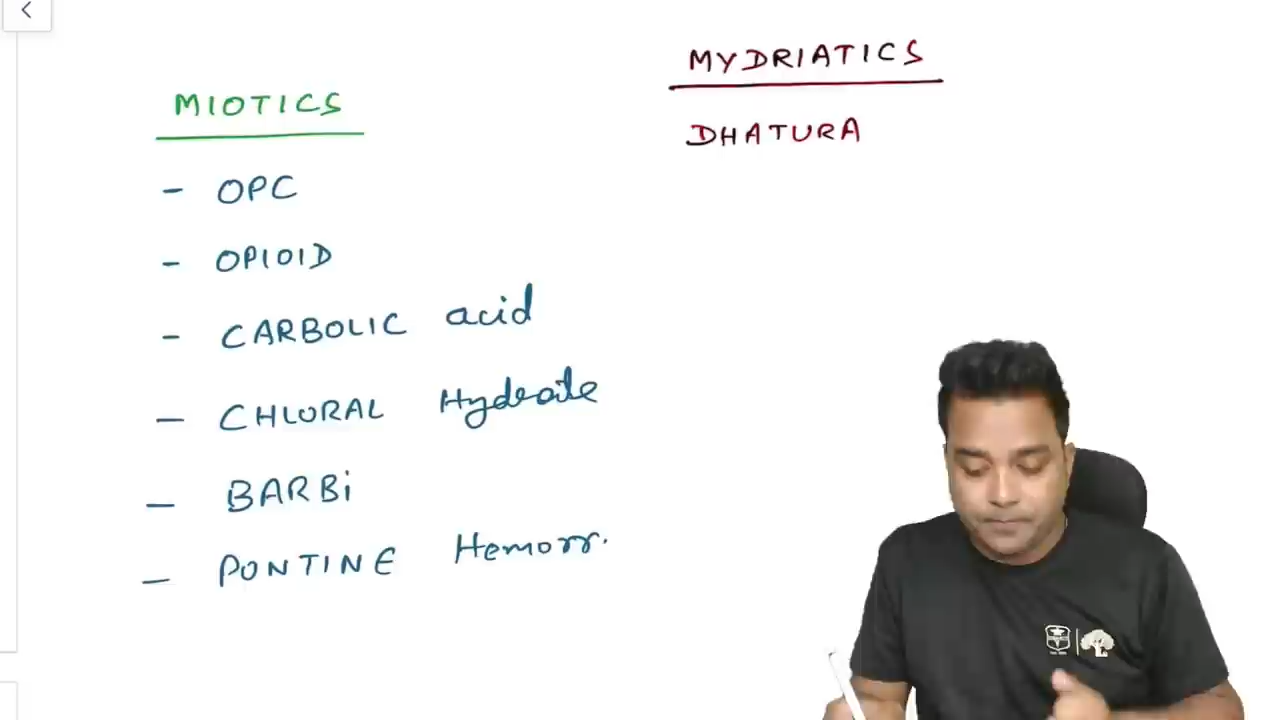 MIOTICS
- OPC
- OPIOID
- CARBOLIC acid
- CHLORAL Hydrate
- BARBi
- PONTINE Hemorr.
MYDRIATICS
DHATURA